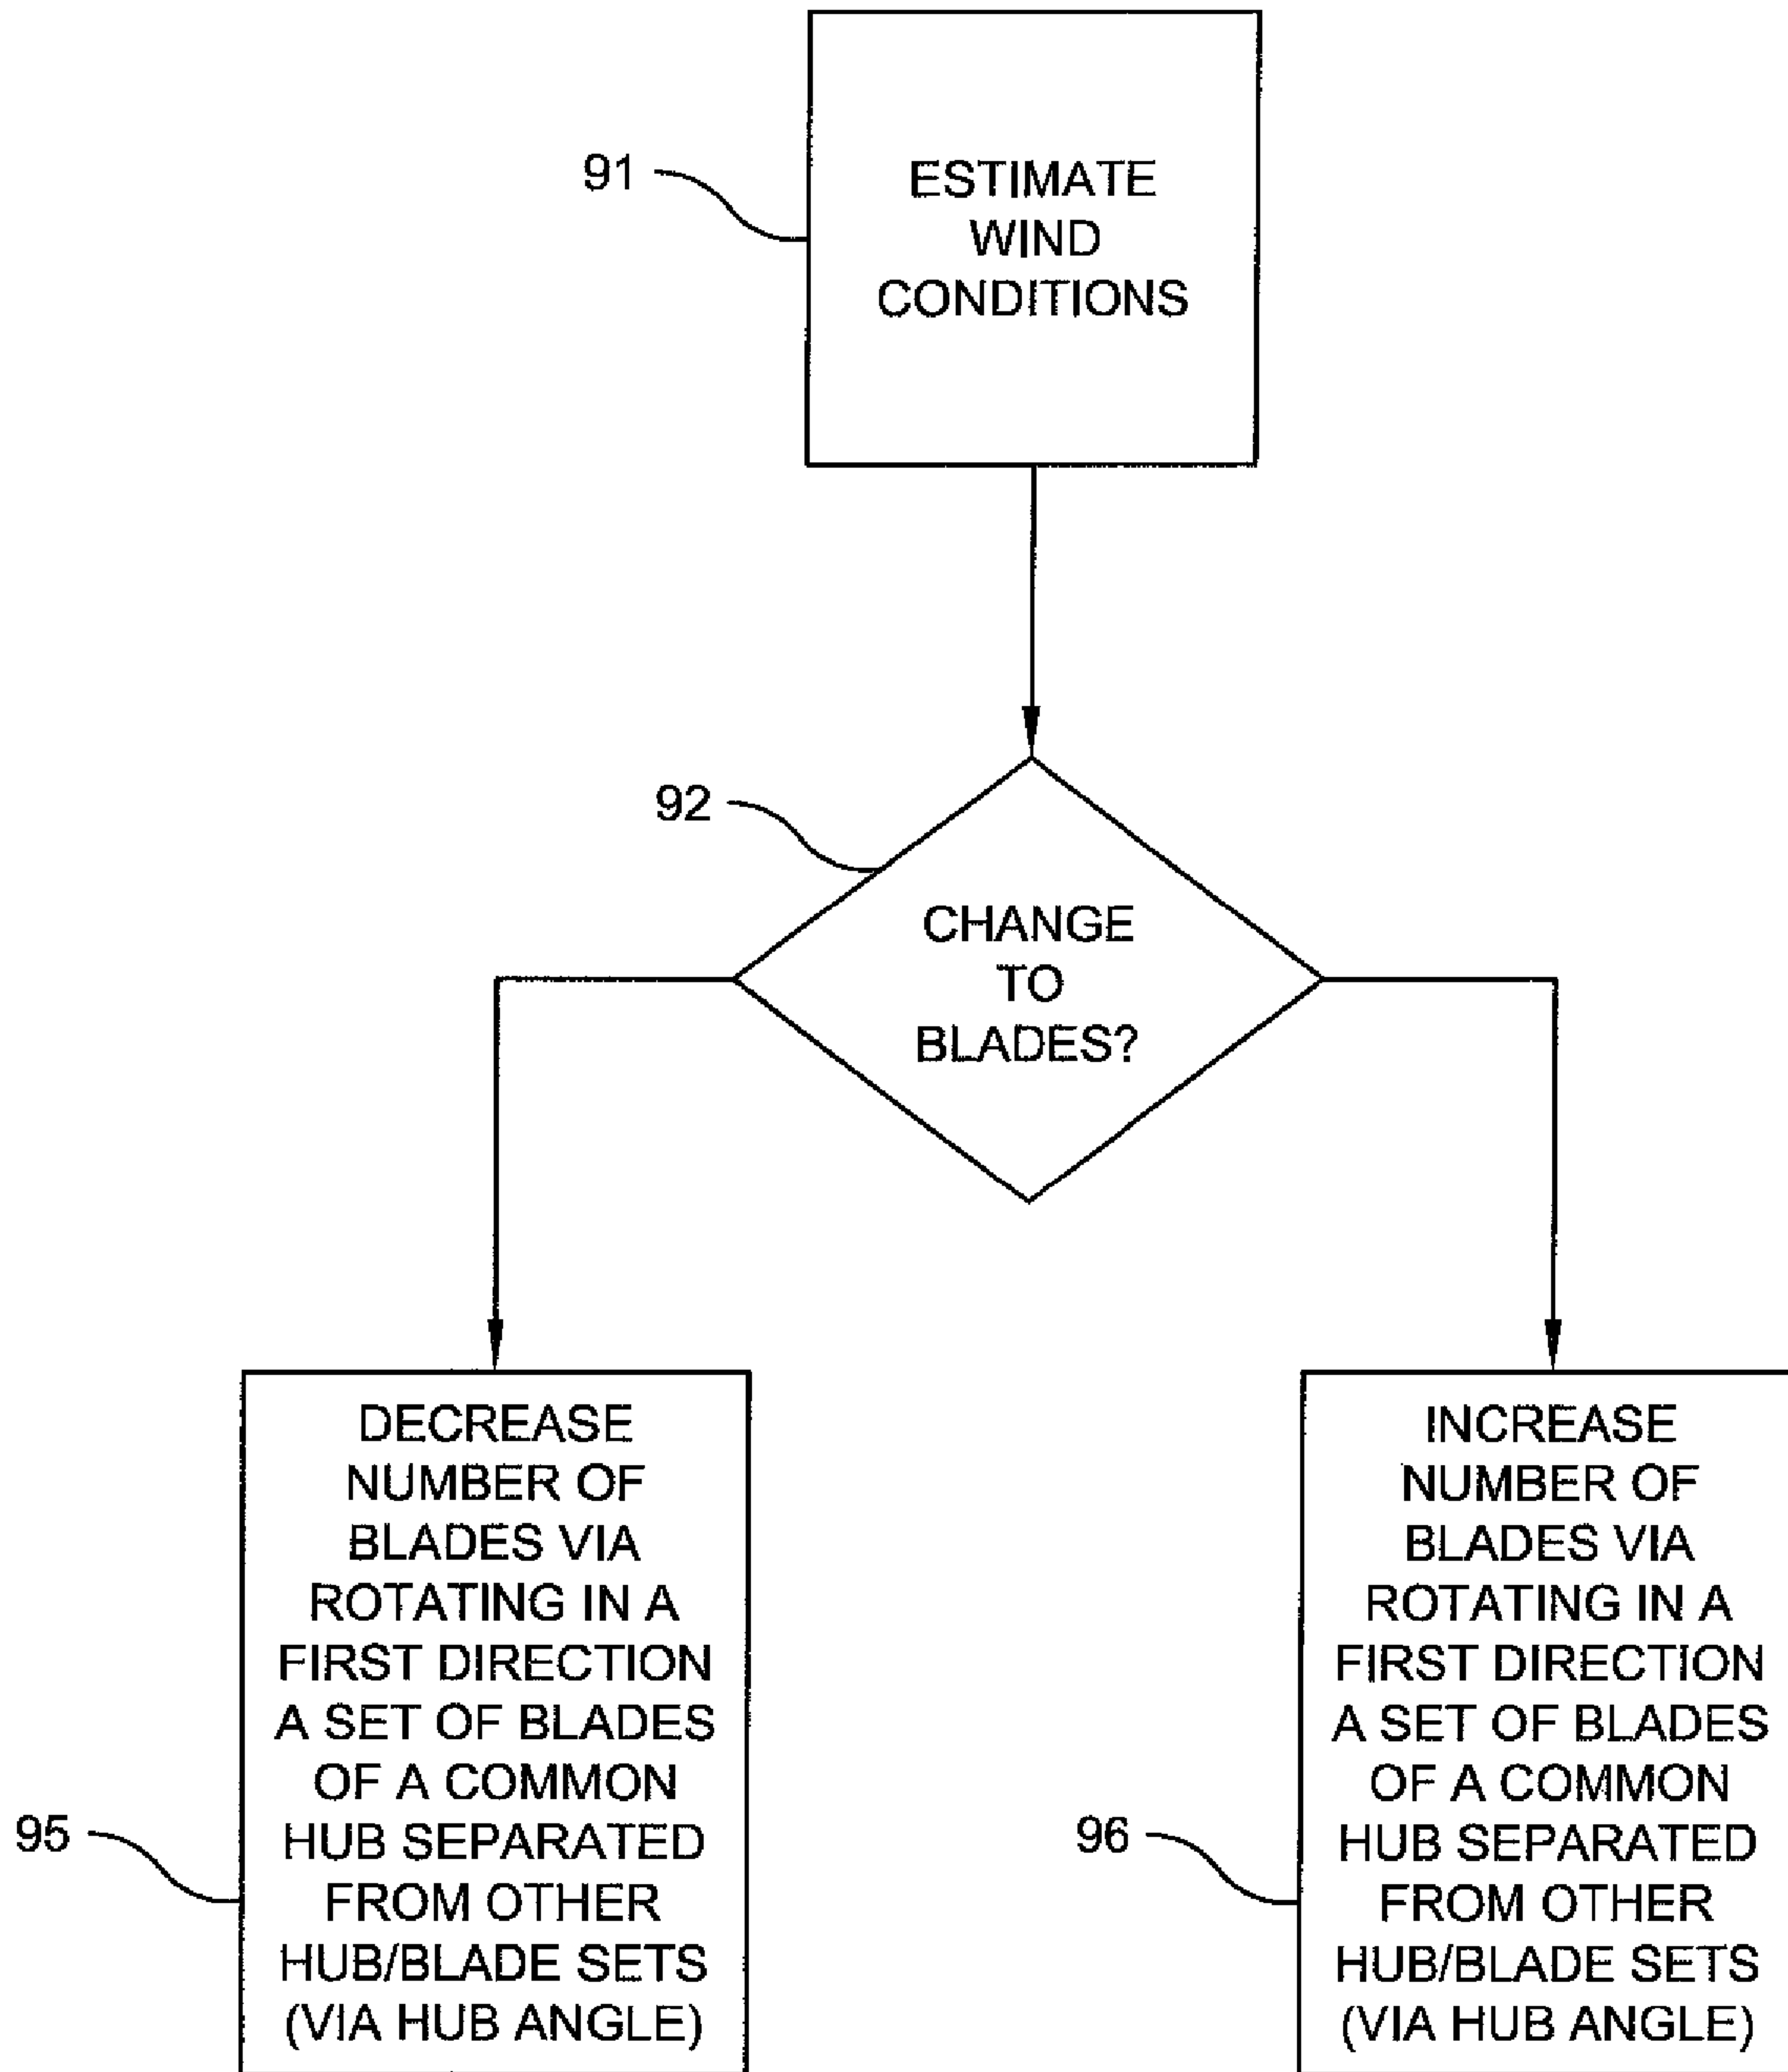 91
ESTIMATE
WIND
CONDITIONS
92
CHANGE
TO
BLADES?
95
DECREASE
NUMBER OF
BLADES VIA
ROTATING IN A
FIRST DIRECTION
A SET OF BLADES
OF A COMMON
HUB SEPARATED
FROM OTHER
HUB/BLADE SETS
(VIA HUB ANGLE)
96
INCREASE
NUMBER OF
BLADES VIA
ROTATING IN A
FIRST DIRECTION
A SET OF BLADES
OF A COMMON
HUB SEPARATED
FROM OTHER
HUB/BLADE SETS
(VIA HUB ANGLE)